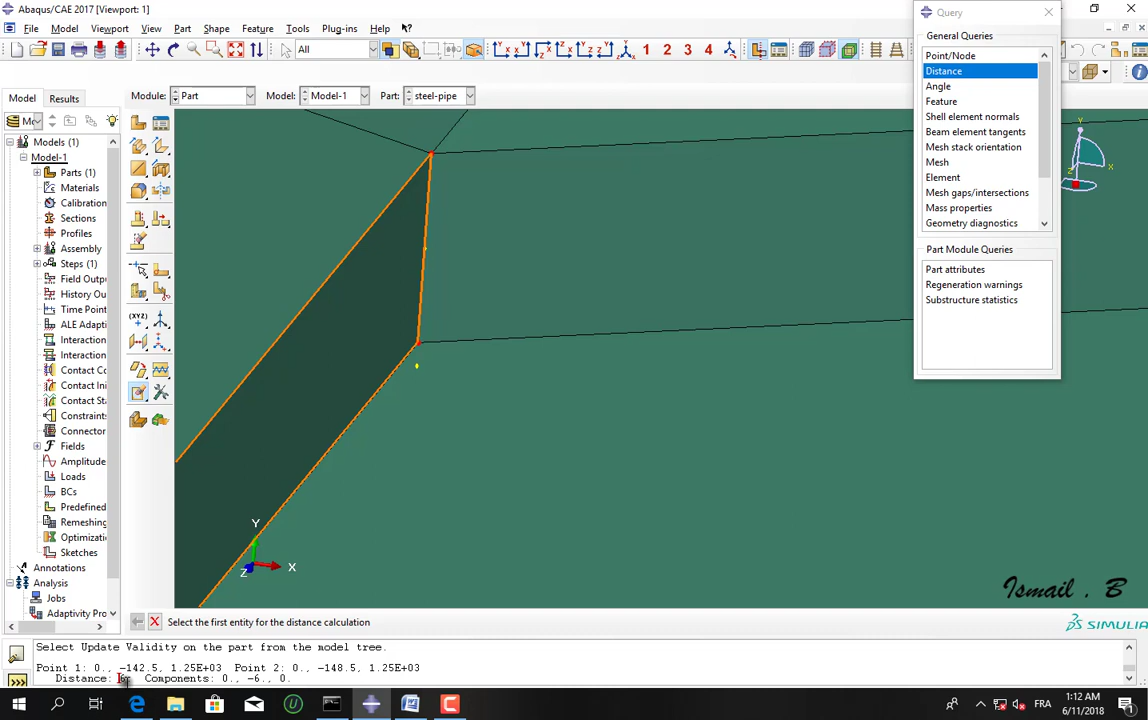 Abaqus/CAE 2017 [Viewport: 1]
File Model Viewport View Part Shape Feature Tools Plug-ins Help
All
1 2 3 4
Module: Part Model: Model-1 Part: steel-pipe
Model Results
Models (1)
Model-1
Parts (1)
Materials
Calibration
Sections
Profiles
Assembly
Steps (1)
Field Outp
History Ou
Time Point
ALE Adapti
Interaction
Interaction
Contact Co
Contact Ini
Contact Sta
Constraints
Connector
Fields
Amplitude
Loads
BCs
Predefined
Remeshing
Optimizatio
Sketches
Annotations
Analysis
Jobs
Adaptivity Pro
Query
General Queries
Point/Node
Distance
Angle
Feature
Shell element normals
Beam element tangents
Mesh stack orientation
Mesh
Element
Mesh gaps/intersections
Mass properties
Geometry diagnostics
Part Module Queries
Part attributes
Regeneration warnings
Substructure statistics
Y
X
Z
Y
X
Z
Ismail . B
SIMULIA
Select the first entity for the distance calculation
Select Update Validity on the part from the model tree.
Point 1: 0., -142.5, 1.25E+03 Point 2: 0., -148.5, 1.25E+03
Distance: Components: 0., -6., 0.
FRA
1:12 AM
6/11/2018